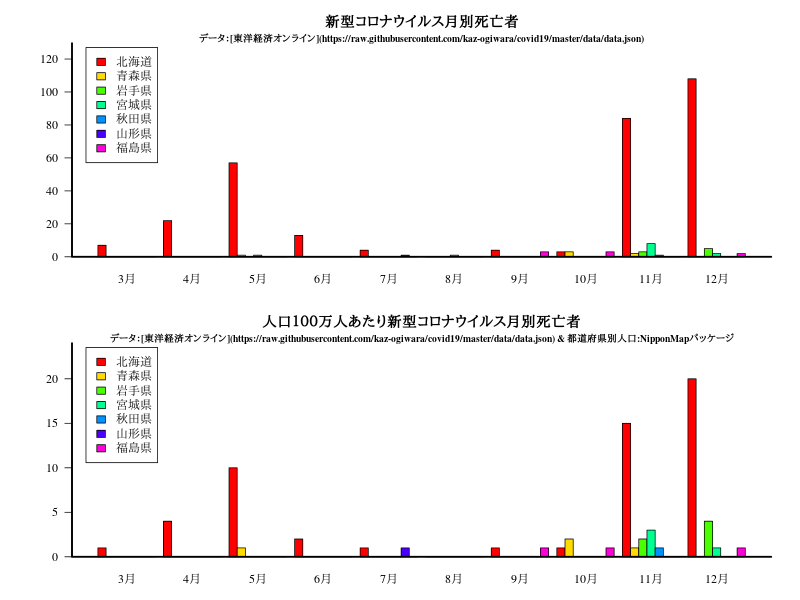 新型コロナウイルス月別死亡者
データ:[東洋経済オンライン](https://raw.githubusercontent.com/kaz-ogiwara/covid19/master/data/data.json)
120
100
80
60
40
20
0
北海道
青森県
岩手県
宮城県
秋田県
山形県
福島県
3月 4月 5月 6月 7月 8月 9月 10月 11月 12月
人口100万人あたり新型コロナウイルス月別死亡者
データ:[東洋経済オンライン](https://raw.githubusercontent.com/kaz-ogiwara/covid19/master/data/data.json) & 都道府県別人口:NipponMapパッケージ
20
15
10
5
0
北海道
青森県
岩手県
宮城県
秋田県
山形県
福島県
3月 4月 5月 6月 7月 8月 9月 10月 11月 12月